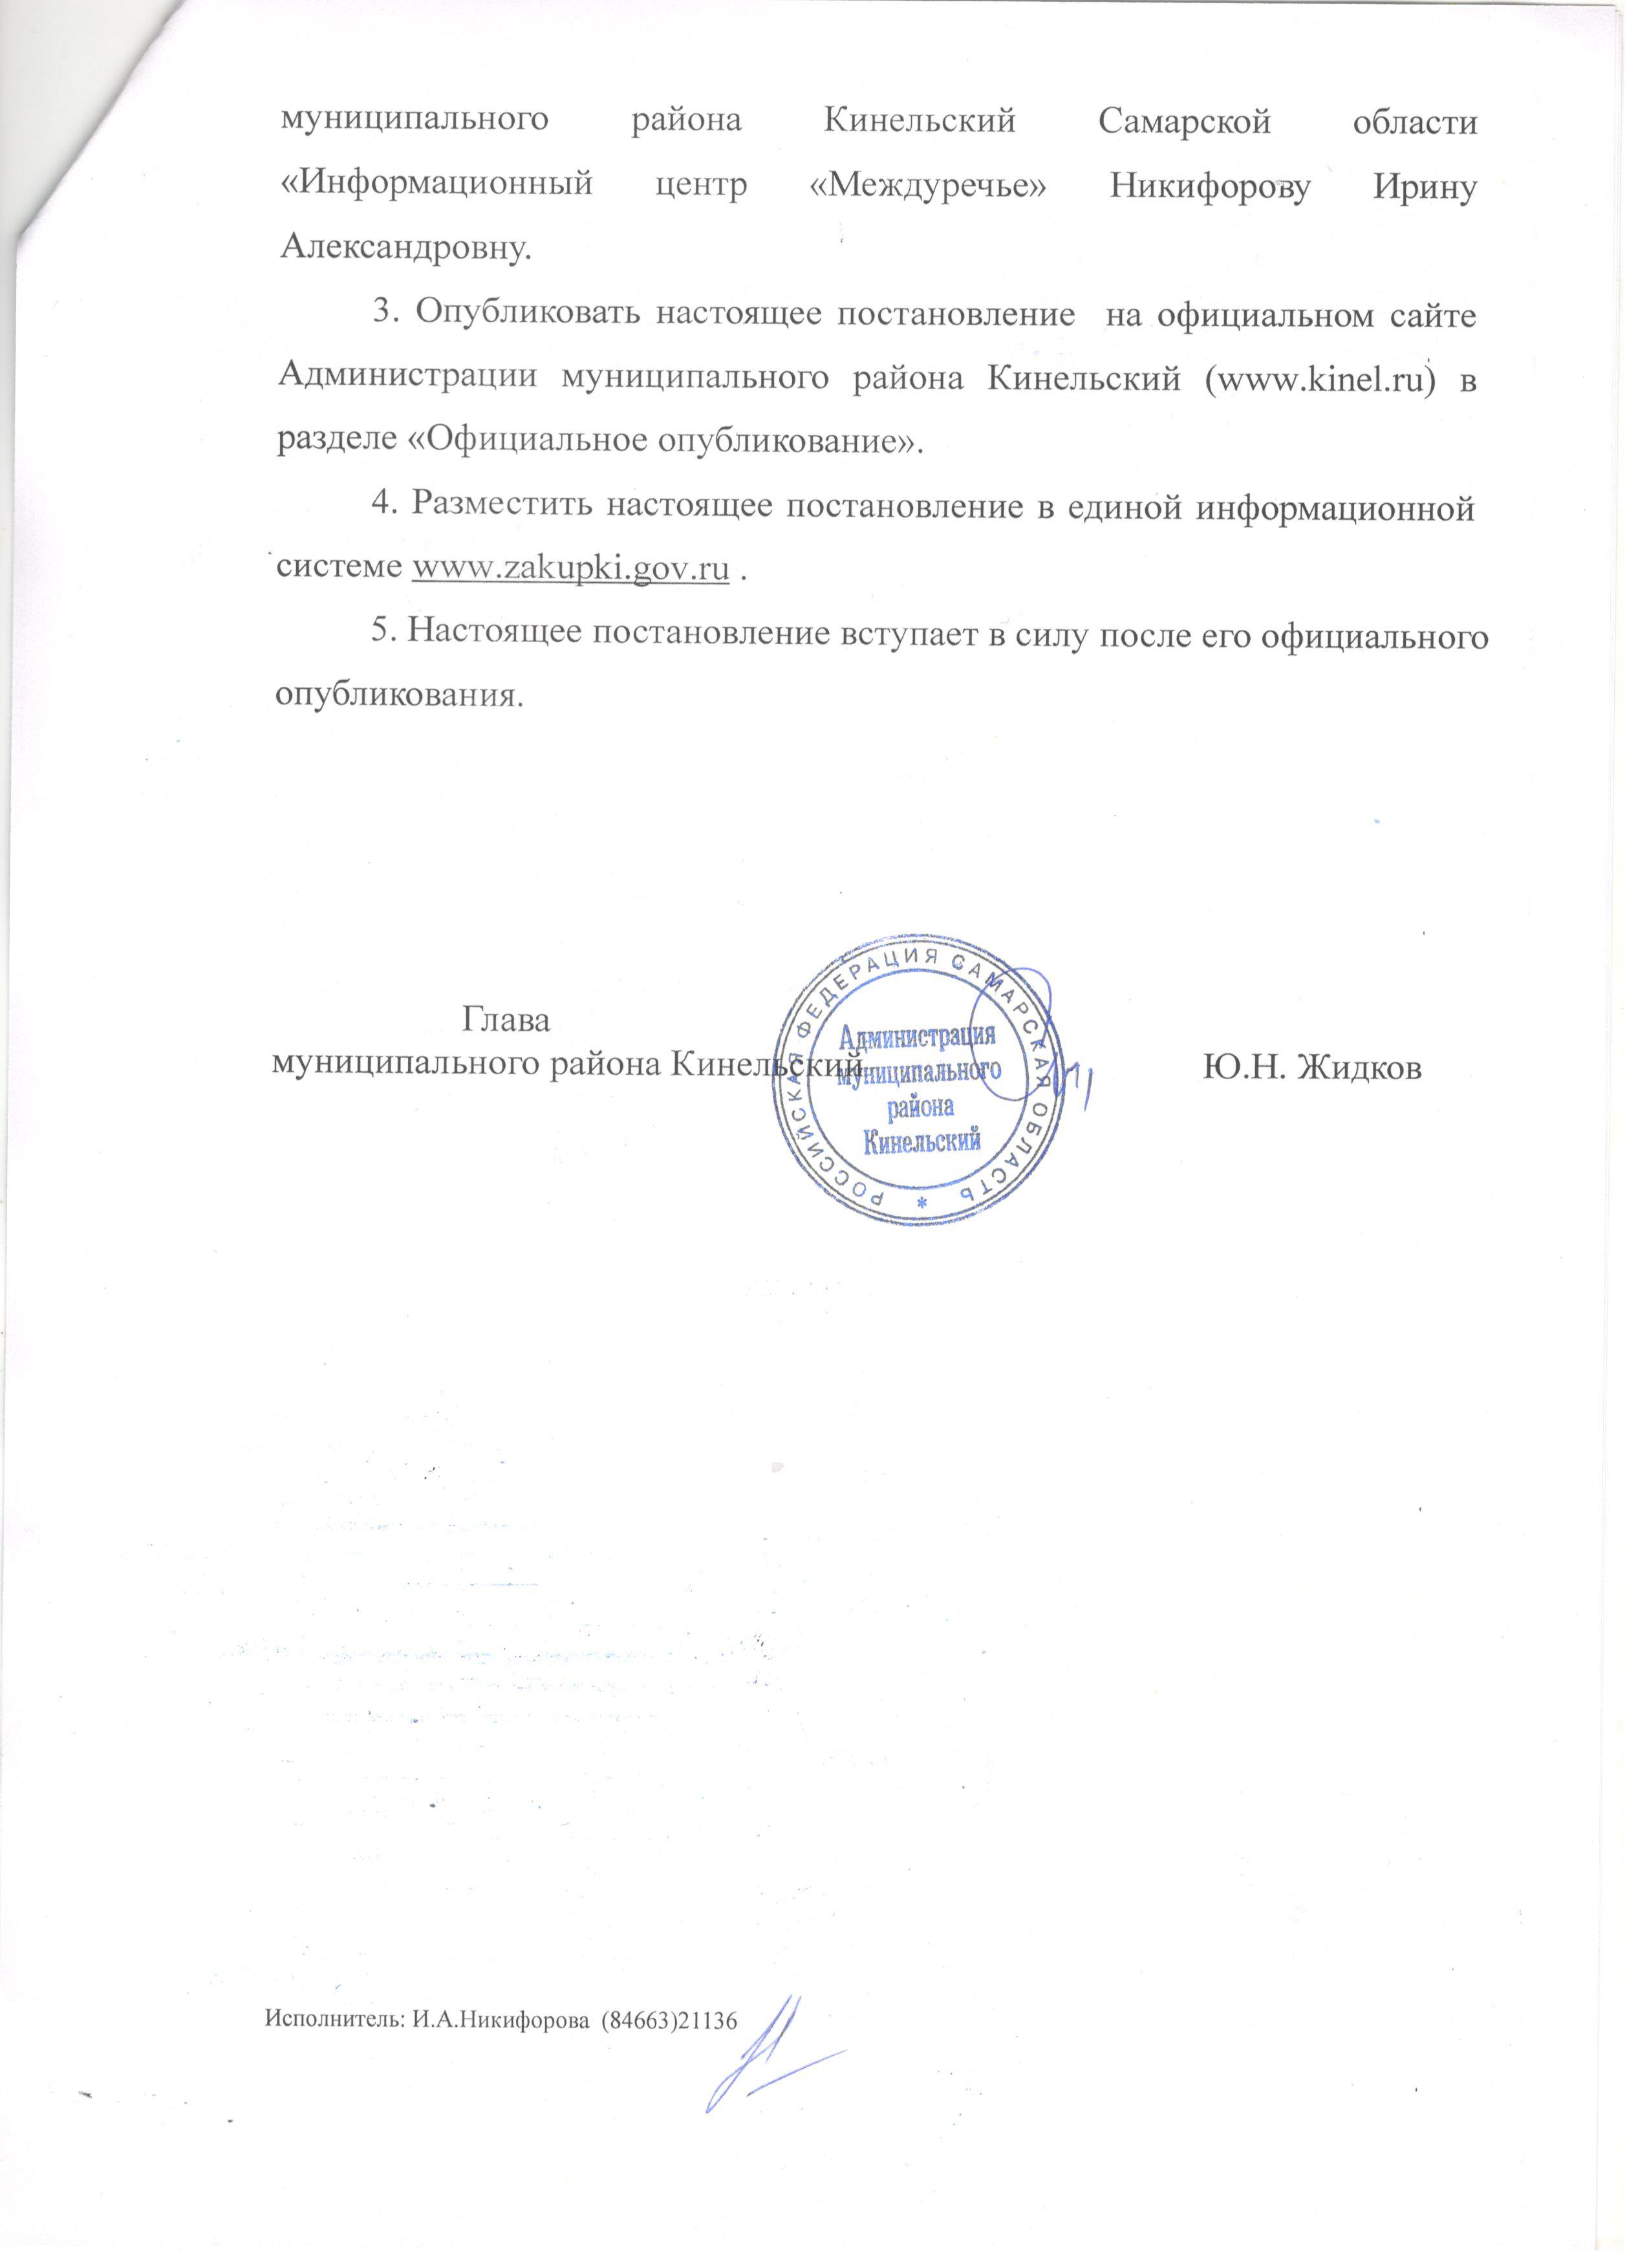 муниципального района Кинельский Самарской области
«Информационный центр «Междуречье» Никифорову Ирину
Александровну.
3. Опубликовать настоящее постановление на официальном сайте
Администрации муниципального района Кинельский (www.kinel.ru) в
разделе «Официальное опубликование».
4. Разместить настоящее постановление в единой информационной
системе www.zakupki.gov.ru .
5. Настоящее постановление вступает в силу после его официального
опубликования.
Глава
муниципального района Кинельский
Ю.Н. Жидков
РОССИЙСКАЯ ФЕДЕРАЦИЯ САМАРСКАЯ ОБЛАСТЬ *
Администрация
муниципального
района
Кинельский
Исполнитель: И.А.Никифорова (84663)21136